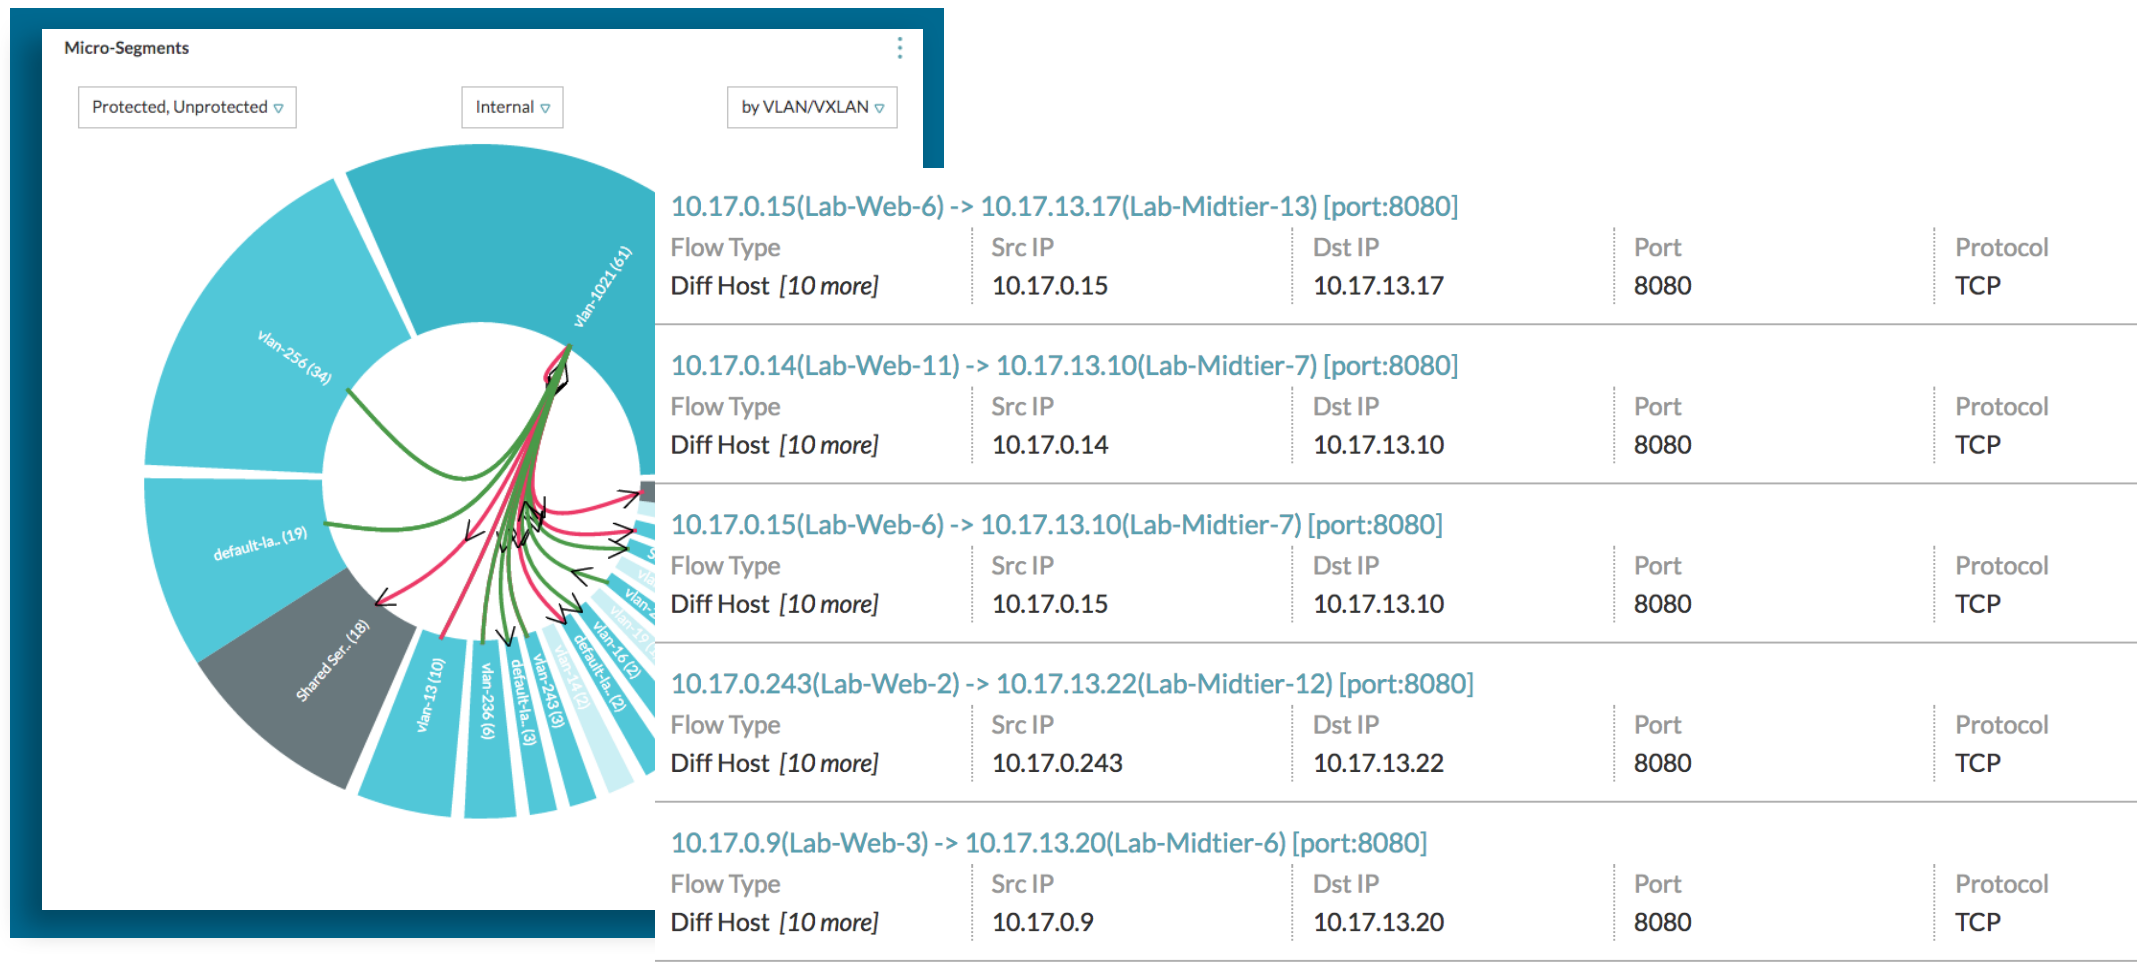 Micro-Segments
Protected, Unprotected
Internal
by VLAN/VXLAN
vlan-1021 (61)
vlan-256 (34)
default-la.. (19)
Shared Ser.. (18)
vlan-13 (10)
vlan-236 (6)
default-la.. (3)
vlan-243 (3)
vlan-14 (2)
default-la.. (2)
vlan-16 (2)
vlan-19 (
10.17.0.15(Lab-Web-6) -> 10.17.13.17(Lab-Midtier-13) [port:8080]
Flow Type Src IP Dst IP Port Protocol
Diff Host [10 more] 10.17.0.15 10.17.13.17 8080 TCP
10.17.0.14(Lab-Web-11) -> 10.17.13.10(Lab-Midtier-7) [port:8080]
Flow Type Src IP Dst IP Port Protocol
Diff Host [10 more] 10.17.0.14 10.17.13.10 8080 TCP
10.17.0.15(Lab-Web-6) -> 10.17.13.10(Lab-Midtier-7) [port:8080]
Flow Type Src IP Dst IP Port Protocol
Diff Host [10 more] 10.17.0.15 10.17.13.10 8080 TCP
10.17.0.243(Lab-Web-2) -> 10.17.13.22(Lab-Midtier-12) [port:8080]
Flow Type Src IP Dst IP Port Protocol
Diff Host [10 more] 10.17.0.243 10.17.13.22 8080 TCP
10.17.0.9(Lab-Web-3) -> 10.17.13.20(Lab-Midtier-6) [port:8080]
Flow Type Src IP Dst IP Port Protocol
Diff Host [10 more] 10.17.0.9 10.17.13.20 8080 TCP